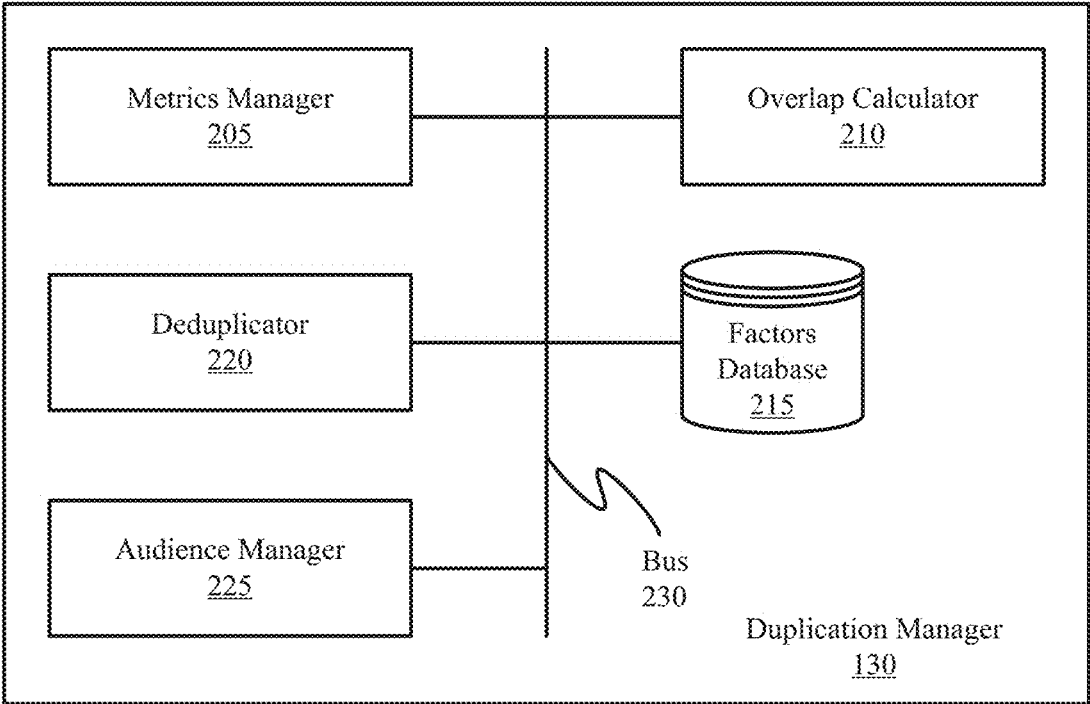 Metrics Manager
205
Overlap Calculator
210
Deduplicator
220
Factors
Database
215
Audience Manager
225
Bus
230
Duplication Manager
130